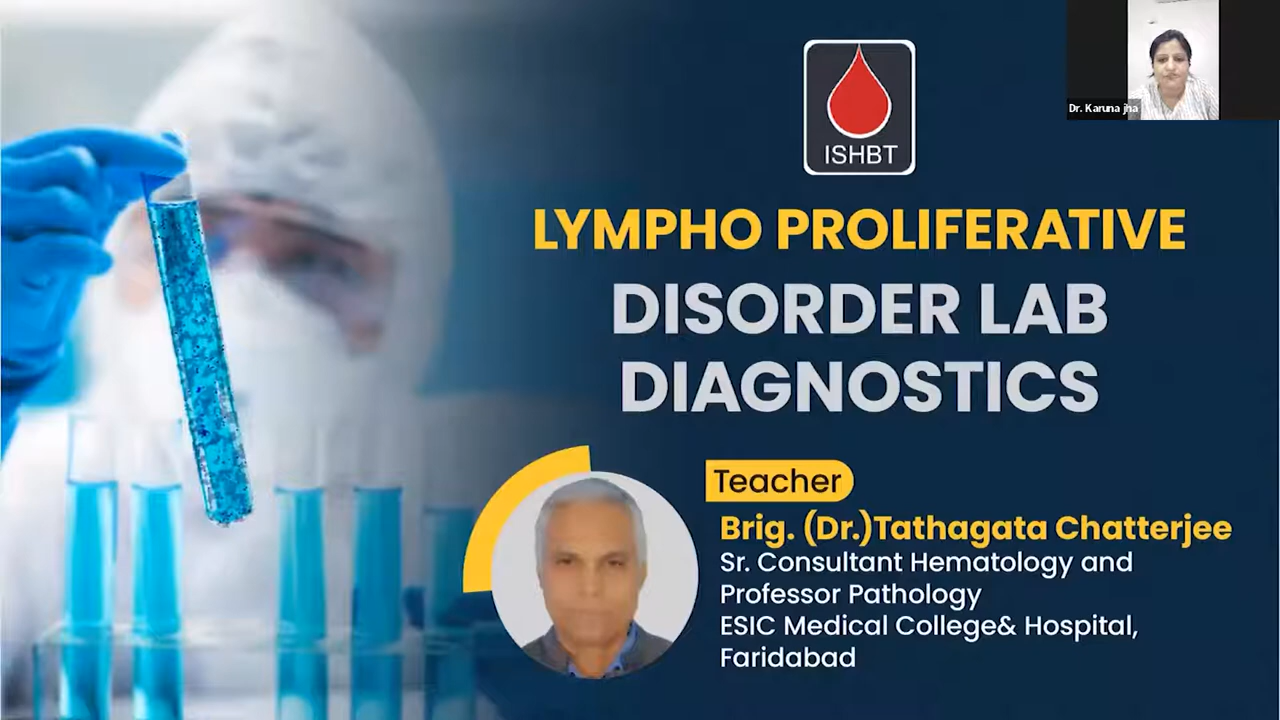 Dr. Karuna jha
ISHBT
LYMPHO PROLIFERATIVE
DISORDER LAB
DIAGNOSTICS
Teacher
Brig. (Dr.)Tathagata Chatterjee
Sr. Consultant Hematology and
Professor Pathology
ESIC Medical College& Hospital,
Faridabad